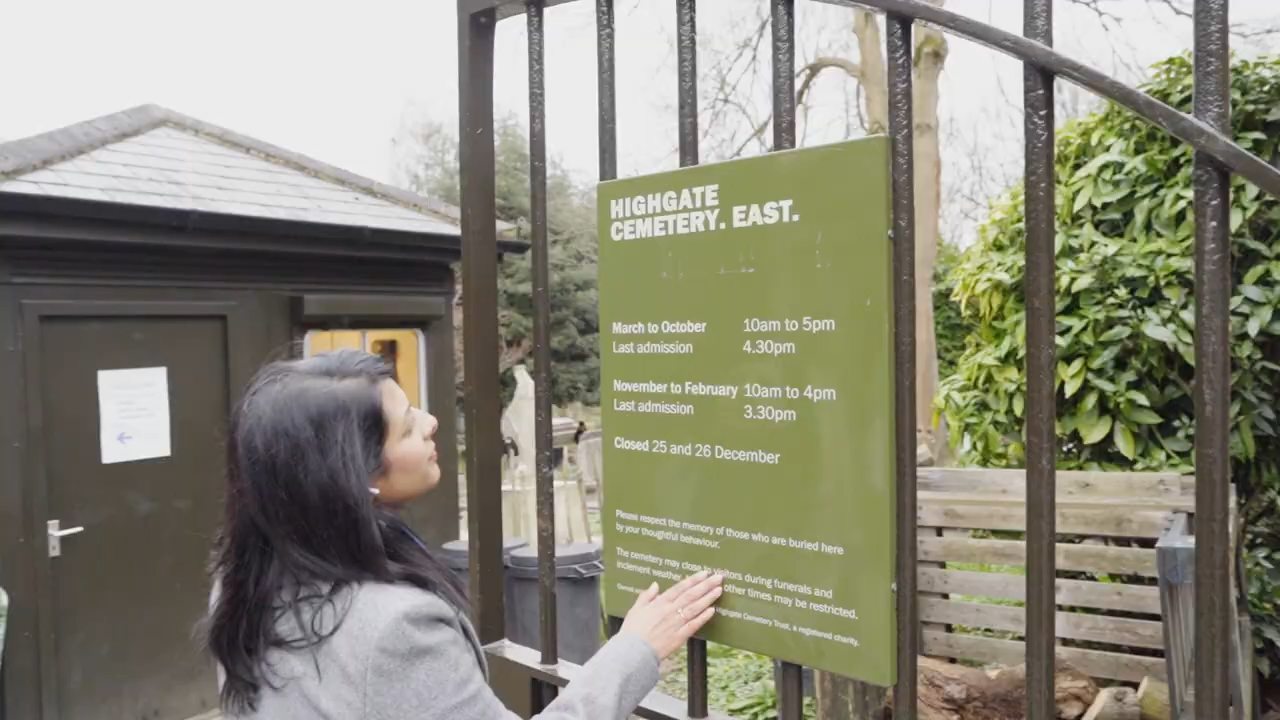 HIGHGATE
CEMETERY. EAST.
March to October 10am to 5pm
Last admission 4.30pm
November to February 10am to 4pm
Last admission 3.30pm
Closed 25 and 26 December
Please respect the memory of those who are buried here
by your thoughtful behaviour.
The cemetery may close to visitors during funerals and
inclement weather other times may be restricted.
Owned Highgate Cemetery Trust, a registered charity.